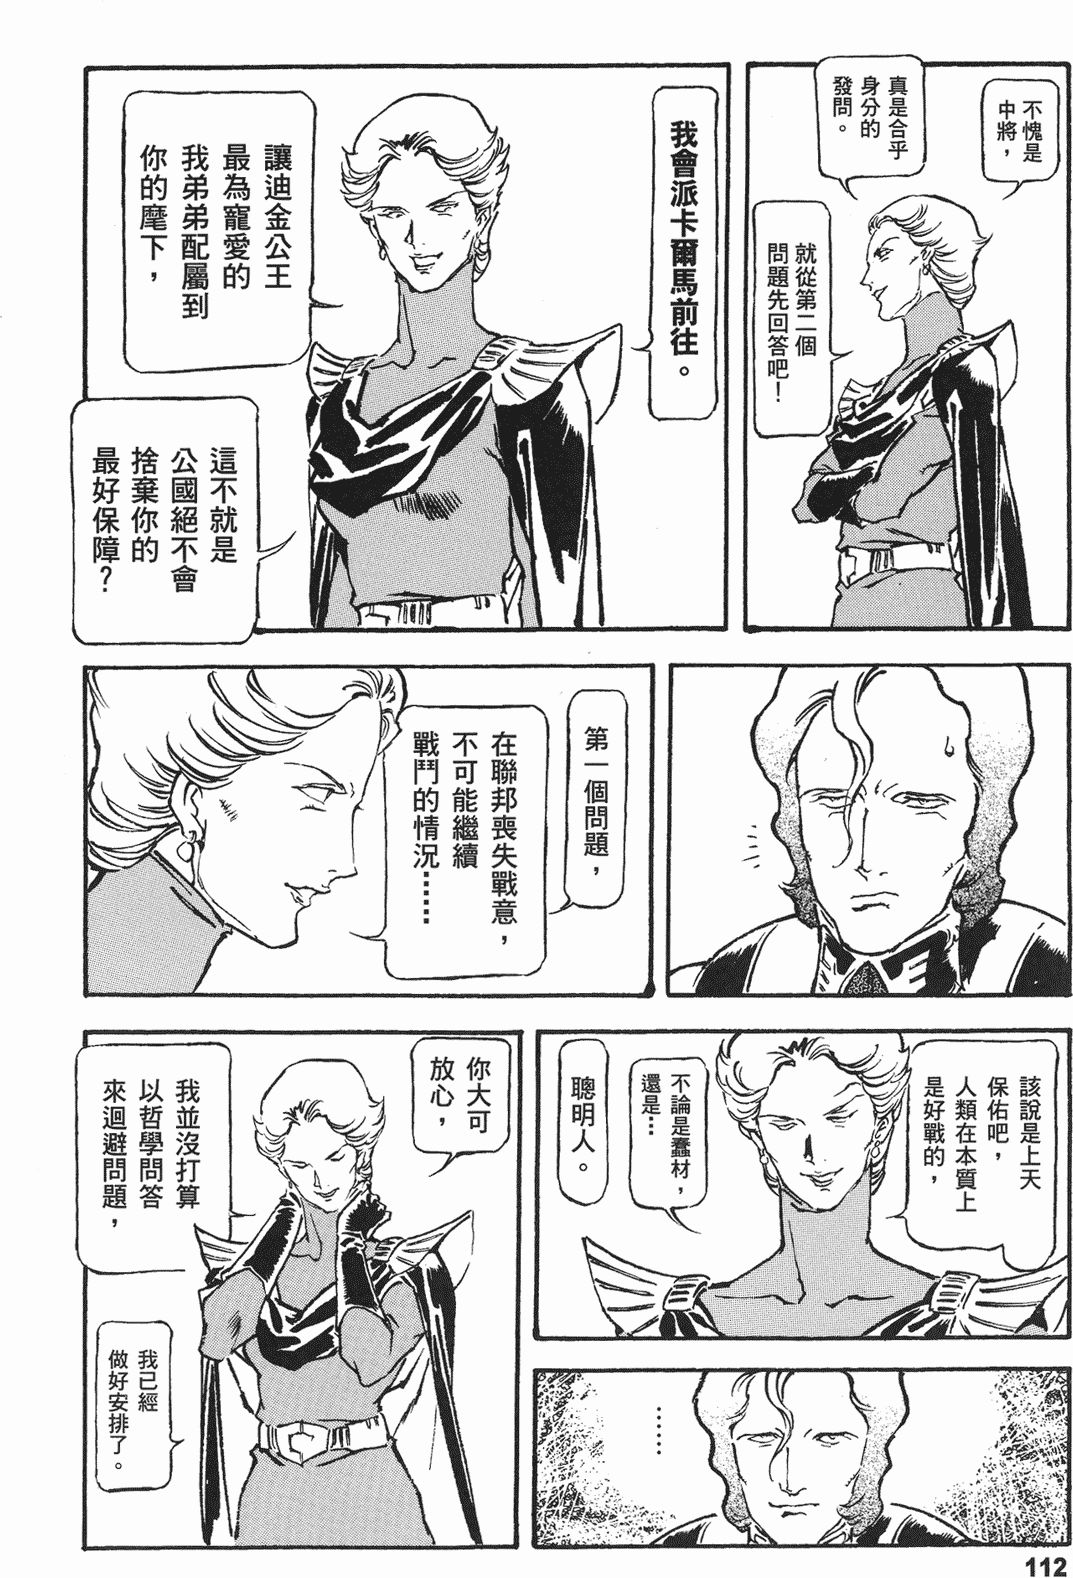 不愧是
中將，
真是合乎
身分的
發問。
就從第二個
問題先回答吧！
我會派卡爾馬前往。
讓迪金公王
最為寵愛的
我弟弟配屬到
你的麾下，
這不就是
公國絕不會
捨棄你的
最好保障？
第一個問題，
在聯邦喪失戰意，
不可能繼續
戰鬥的情況……
該說是上天
保佑吧，
人類在本質上
是好戰的，
不論是蠢材，
還是…
聰明人。
……
你大可
放心，
我並沒打算
以哲學問答
來迴避問題，
我已經
做好安排了。
112